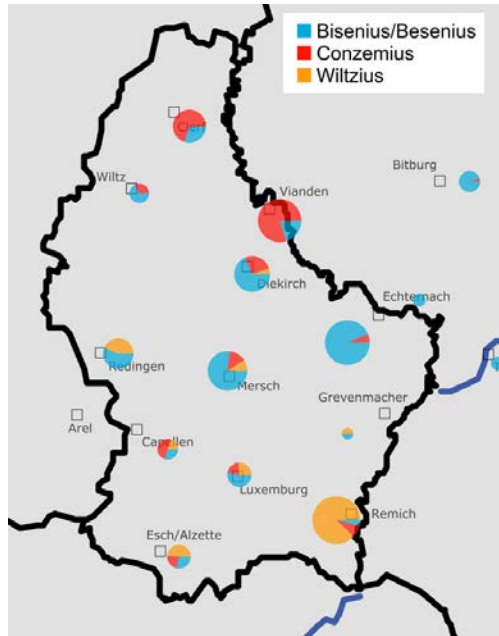 Bisenius/Besenius
Conzemius
Wiltzius
Clerf
Wiltz
Bitburg
Vianden
Diekirch
Echternach
Redingen
Mersch
Grevenmacher
Arel
Capellen
Luxemburg
Remich
Esch/Alzette